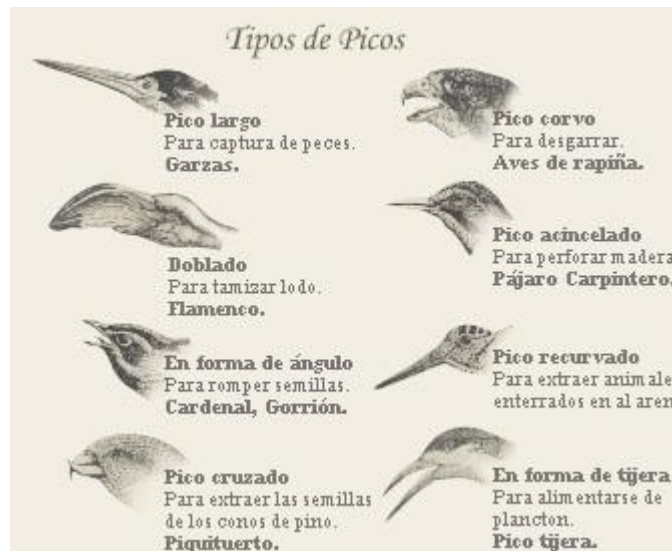 Tipos de Picos
Pico largo
Para captura de peces.
Garzas.
Pico corvo
Para desgarrar.
Aves de rapiña.
Doblado
Para tamizar lodo.
Flamenco.
Pico acincelado
Para perforar madera
Pájaro Carpintero.
En forma de ángulo
Para romper semillas.
Cardenal, Gorrión.
Pico recurvado
Para extraer animale
enterrados en al aren
Pico cruzado
Para extraer las semillas
de los conos de pino.
Piquituerto.
En forma de tijera
Para alimentarse de
plancton.
Pico tijera.